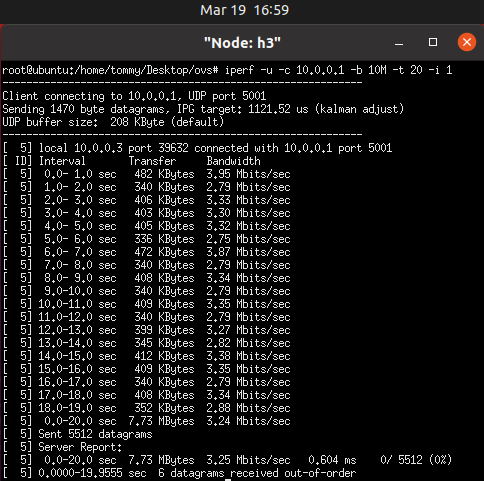 Mar 19 16:59
"Node: h3"
root@ubuntu:/home/tommy/Desktop/ovs# iperf -u -c 10.0.0.1 -b 10M -t 20 -i 1
------------------------------------------------------------
Client connecting to 10.0.0.1, UDP port 5001
Sending 1470 byte datagrams, IPG target: 1121.52 us (kalman adjust)
UDP buffer size:  208 KByte (default)
------------------------------------------------------------
[  5] local 10.0.0.3 port 39632 connected with 10.0.0.1 port 5001
[ ID] Interval       Transfer     Bandwidth
[  5]  0.0- 1.0 sec   482 KBytes  3.95 Mbits/sec
[  5]  1.0- 2.0 sec   340 KBytes  2.79 Mbits/sec
[  5]  2.0- 3.0 sec   406 KBytes  3.33 Mbits/sec
[  5]  3.0- 4.0 sec   403 KBytes  3.30 Mbits/sec
[  5]  4.0- 5.0 sec   405 KBytes  3.32 Mbits/sec
[  5]  5.0- 6.0 sec   336 KBytes  2.75 Mbits/sec
[  5]  6.0- 7.0 sec   472 KBytes  3.87 Mbits/sec
[  5]  7.0- 8.0 sec   340 KBytes  2.79 Mbits/sec
[  5]  8.0- 9.0 sec   408 KBytes  3.34 Mbits/sec
[  5]  9.0-10.0 sec   340 KBytes  2.79 Mbits/sec
[  5] 10.0-11.0 sec   409 KBytes  3.35 Mbits/sec
[  5] 11.0-12.0 sec   340 KBytes  2.79 Mbits/sec
[  5] 12.0-13.0 sec   399 KBytes  3.27 Mbits/sec
[  5] 13.0-14.0 sec   345 KBytes  2.82 Mbits/sec
[  5] 14.0-15.0 sec   412 KBytes  3.38 Mbits/sec
[  5] 15.0-16.0 sec   409 KBytes  3.35 Mbits/sec
[  5] 16.0-17.0 sec   340 KBytes  2.79 Mbits/sec
[  5] 17.0-18.0 sec   408 KBytes  3.34 Mbits/sec
[  5] 18.0-19.0 sec   352 KBytes  2.88 Mbits/sec
[  5]  0.0-20.0 sec  7.73 MBytes  3.24 Mbits/sec
[  5] Sent 5512 datagrams
[  5] Server Report:
[  5]  0.0-20.0 sec  7.73 MBytes  3.25 Mbits/sec   0.604 ms    0/ 5512 (0%)
[  5] 0.0000-19.9555 sec  6 datagrams received out-of-order